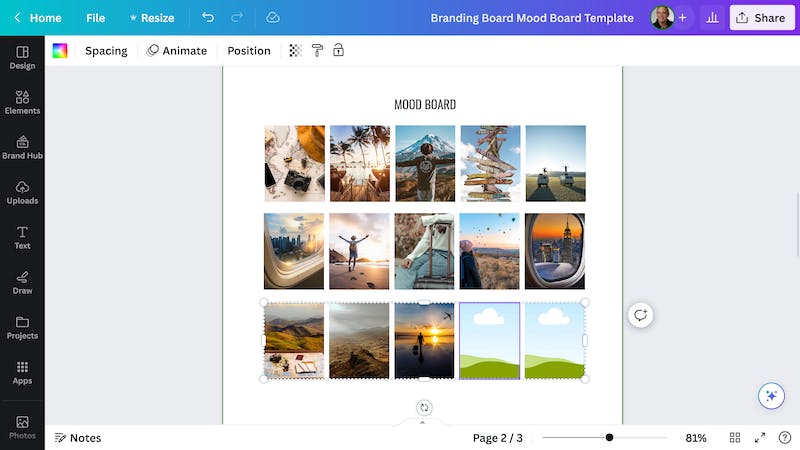 Home
File
Resize
Branding Board Mood Board Template
+
Share
Spacing
Animate
Position
Design
Elements
Brand Hub
Uploads
Text
Draw
Projects
Apps
Photos
MOOD BOARD
Notes
Page 2 / 3
81%
?